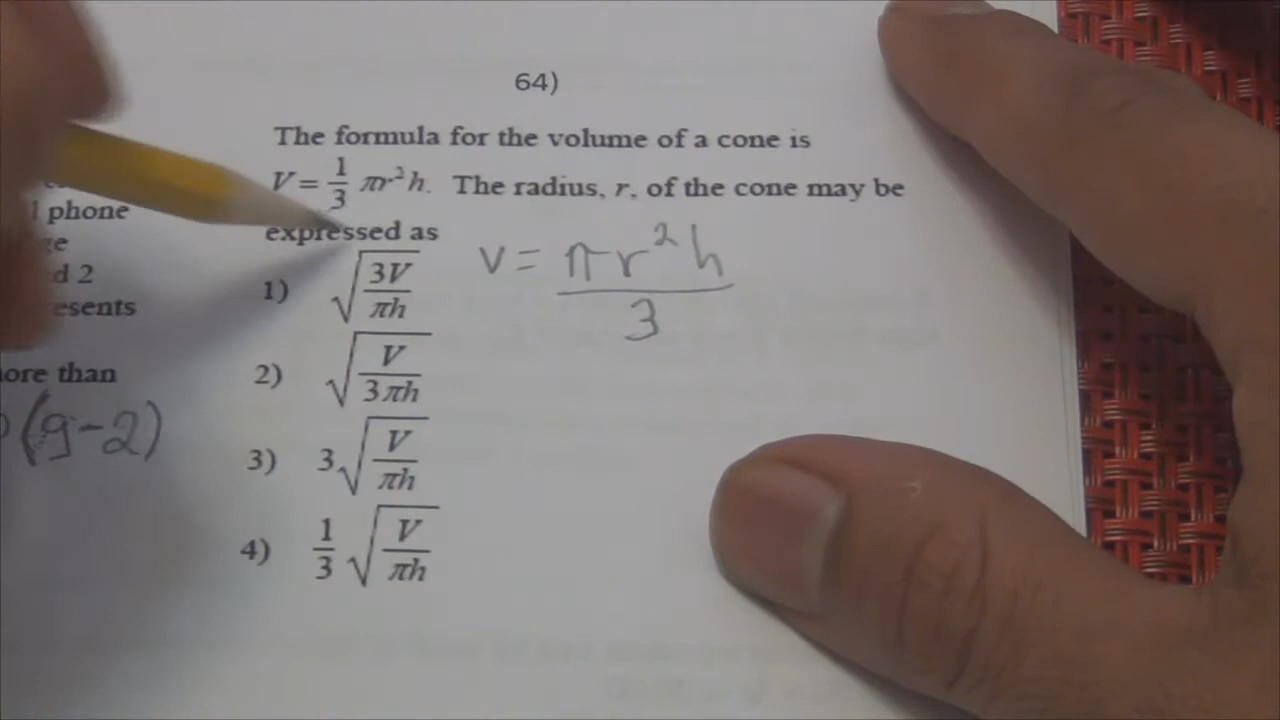 64)
The formula for the volume of a cone is
V = 1/3 πr²h. The radius, r, of the cone may be
expressed as
V = πr²h / 3
1) √(3V/πh)
2) √(V/3πh)
3) 3√(V/πh)
4) 1/3 √(V/πh)
phone
d 2
esents
ore than
(g-2)